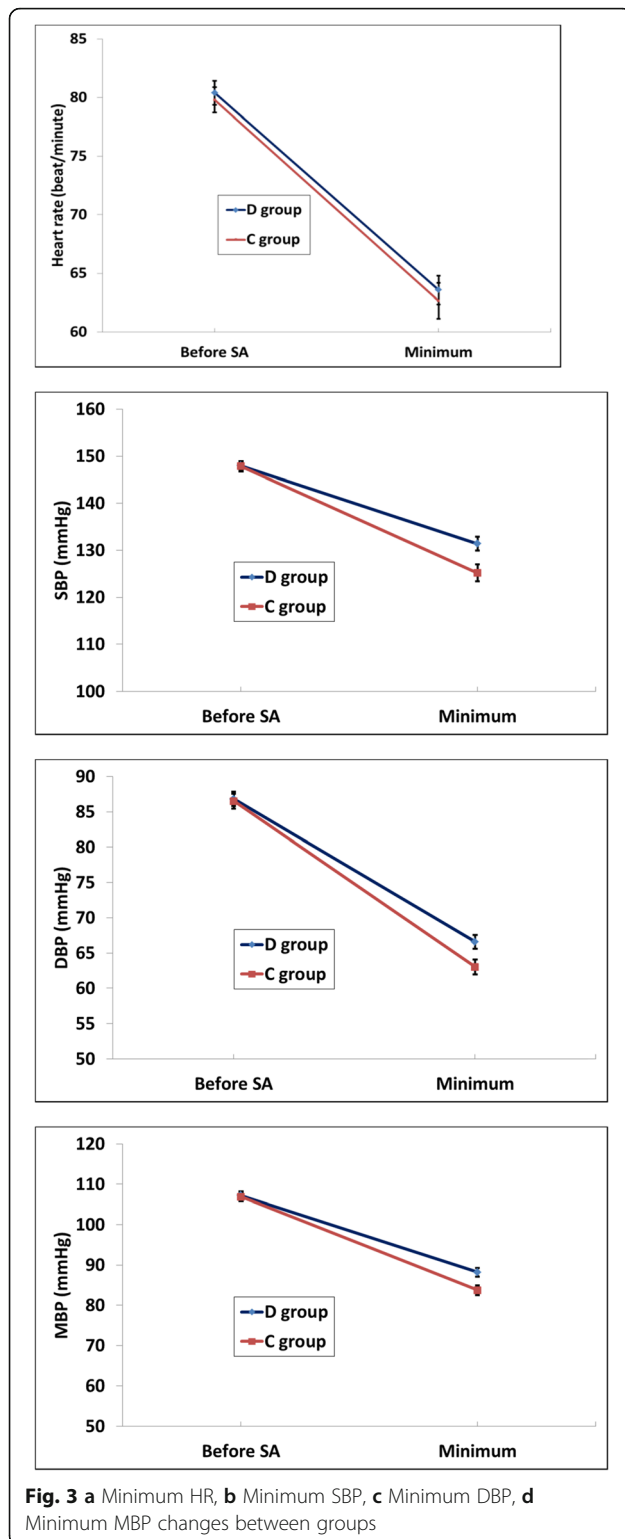 85
80
75
70
65
60
Heart rate (beat/minute)
D group
C group
Before SA Minimum
160
150
140
130
120
110
100
SBP (mmHg)
D group
C group
Before SA Minimum
90
85
80
75
70
65
60
55
50
DBP (mmHg)
D group
C group
Before SA Minimum
120
110
100
90
80
70
60
50
MBP (mmHg)
D group
C group
Before SA Minimum
Fig. 3 a Minimum HR, b Minimum SBP, c Minimum DBP, d
Minimum MBP changes between groups